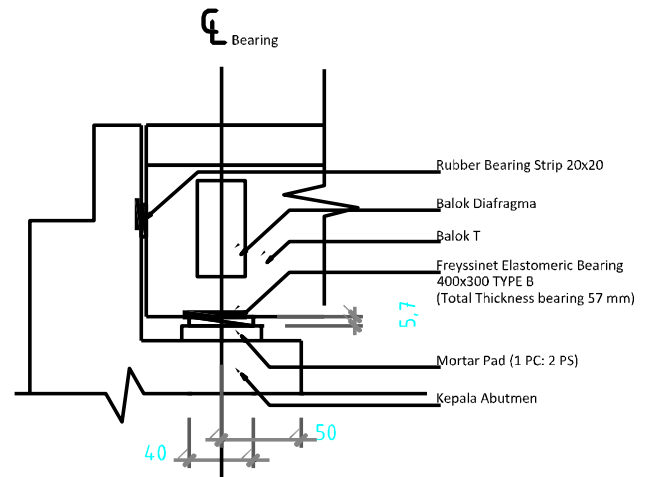 CL Bearing
Rubber Bearing Strip 20x20
Balok Diafragma
Balok T
Freyssinet Elastomeric Bearing
400x300 TYPE B
(Total Thickness bearing 57 mm)
5,7
Mortar Pad (1 PC: 2 PS)
Kepala Abutmen
50
40